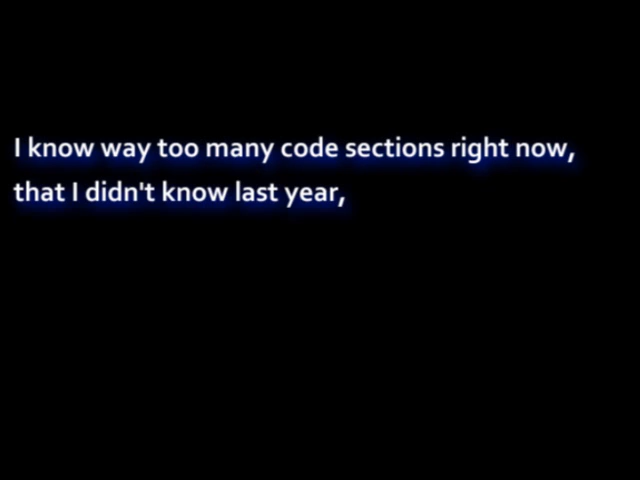 I know way too many code sections right now,
that I didn't know last year,